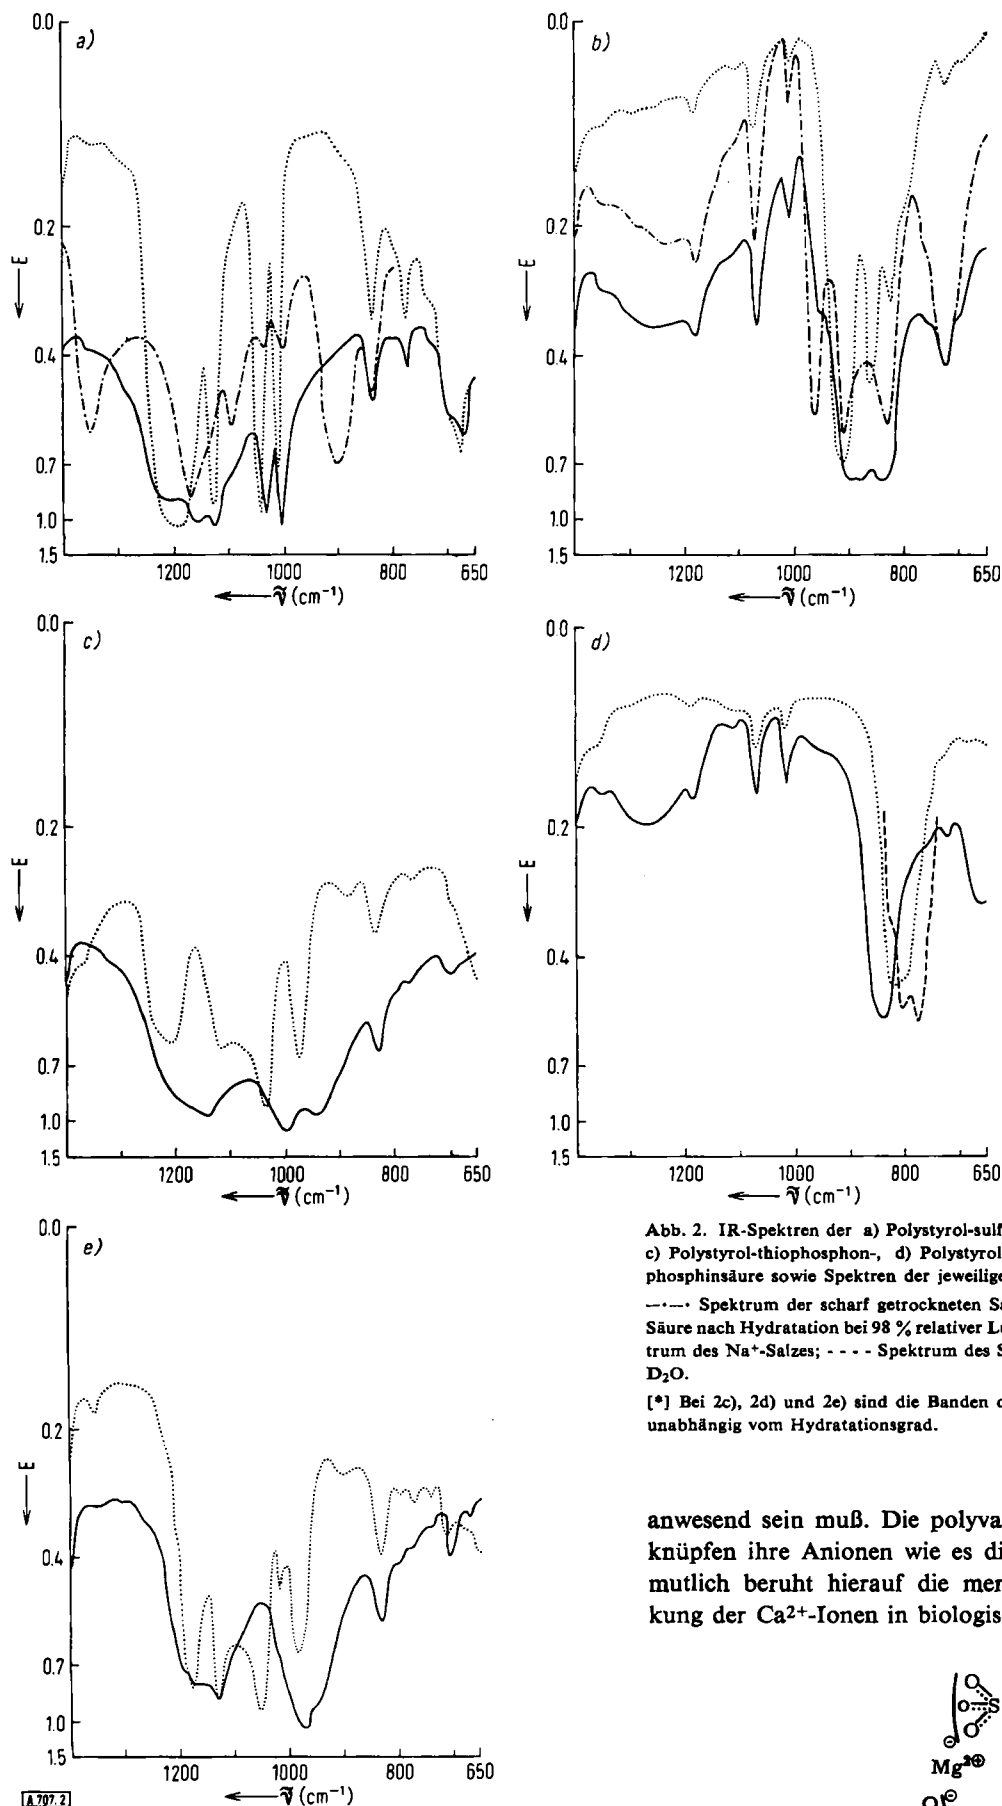 a)
0.0
0.2
E
0.4
0.7
1.0
1.5
1200 1000 800 650
ṽ (cm⁻¹)
b)
0.0
0.2
E
0.4
0.7
1.0
1.5
1200 1000 800 650
ṽ (cm⁻¹)
c)
0.0
0.2
E
0.4
0.7
1.0
1.5
1200 1000 800 650
ṽ (cm⁻¹)
d)
0.0
0.2
E
0.4
0.7
1.0
1.5
1200 1000 800 650
ṽ (cm⁻¹)
e)
0.0
0.2
E
0.4
0.7
1.0
1.5
1200 1000 800 650
ṽ (cm⁻¹)
A.707.2
Abb. 2. IR-Spektren der a) Polystyrol-sulf
c) Polystyrol-thiophosphon-, d) Polystyrol
phosphinsäure sowie Spektren der jeweilige
—·—· Spektrum der scharf getrockneten Sä
Säure nach Hydratation bei 98 % relativer Lu
trum des Na⁺-Salzes; - - - - Spektrum des S
D₂O.
[*] Bei 2c), 2d) und 2e) sind die Banden d
unabhängig vom Hydratationsgrad.
anwesend sein muß. Die polyva
knüpfen ihre Anionen wie es di
mutlich beruht hierauf die mer
kung der Ca²⁺-Ionen in biologis
O
O S
O
⊖
Mg²⊕
O|⊖